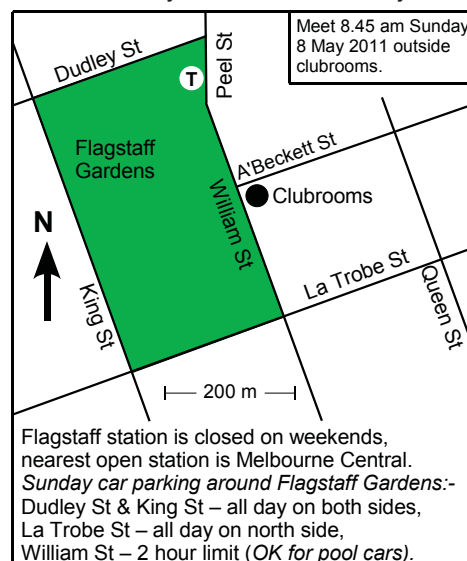 Meet 8.45 am Sunday
8 May 2011 outside
clubrooms.
Dudley St
Peel St
T
Flagstaff
Gardens
A'Beckett St
Clubrooms
William St
N
La Trobe St
King St
Queen St
200 m
Flagstaff station is closed on weekends,
nearest open station is Melbourne Central.
Sunday car parking around Flagstaff Gardens:-
Dudley St & King St – all day on both sides,
La Trobe St – all day on north side,
William St – 2 hour limit (OK for pool cars).